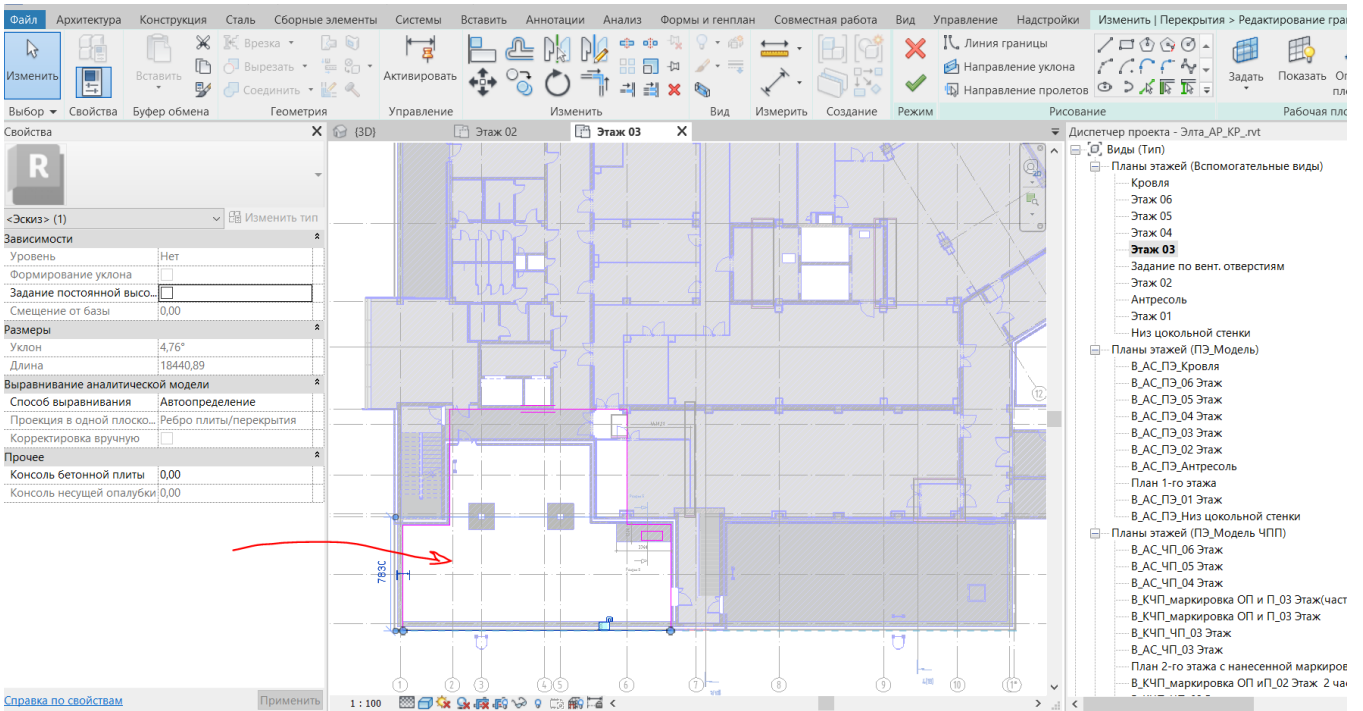 Файл Архитектура Конструкция Сталь Сборные элементы Системы Вставить Аннотации Анализ Формы и генплан Совместная работа Вид Управление Надстройки Изменить | Перекрытия > Редактирование гра
Изменить
Вставить
Врезка
Вырезать
Соединить
Активировать
Линия границы
Направление уклона
Направление пролетов
Задать Показать
Выбор Свойства Буфер обмена Геометрия Управление Изменить Вид Измерить Создание Режим Рисование Рабочая пло
Свойства
{3D} Этаж 02 Этаж 03
Диспетчер проекта - Элта_АР_КР_.rvt
R
<Эскиз> (1) Изменить тип
Зависимости
Уровень Нет
Формирование уклона
Задание постоянной высо...
Смещение от базы 0,00
Размеры
Уклон 4,76°
Длина 18440,89
Выравнивание аналитической модели
Способ выравнивания Автоопределение
Проекция в одной плоско... Ребро плиты/перекрытия
Корректировка вручную
Прочее
Консоль бетонной плиты 0,00
Консоль несущей опалубки 0,00
Справка по свойствам Применить
12
7830
1 2 3 4 5 6 7 8 9 10
1 : 100
Виды (Тип)
Планы этажей (Вспомогательные виды)
Кровля
Этаж 06
Этаж 05
Этаж 04
Этаж 03
Задание по вент. отверстиям
Этаж 02
Антресоль
Этаж 01
Низ цокольной стенки
Планы этажей (ПЭ_Модель)
В_АС_ПЭ_Кровля
В_АС_ПЭ_06 Этаж
В_АС_ПЭ_05 Этаж
В_АС_ПЭ_04 Этаж
В_АС_ПЭ_03 Этаж
В_АС_ПЭ_02 Этаж
В_АС_ПЭ_Антресоль
План 1-го этажа
В_АС_ПЭ_01 Этаж
В_АС_ПЭ_Низ цокольной стенки
Планы этажей (ПЭ_Модель ЧПП)
В_АС_ЧП_06 Этаж
В_АС_ЧП_05 Этаж
В_АС_ЧП_04 Этаж
В_КЧП_маркировка ОП и П_03 Этаж(част
В_КЧП_маркировка ОП и П_03 Этаж
В_КЧП_ЧП_03 Этаж
В_АС_ЧП_03 Этаж
План 2-го этажа с нанесенной маркиров
В_КЧП_маркировка ОП иП_02 Этаж 2 час